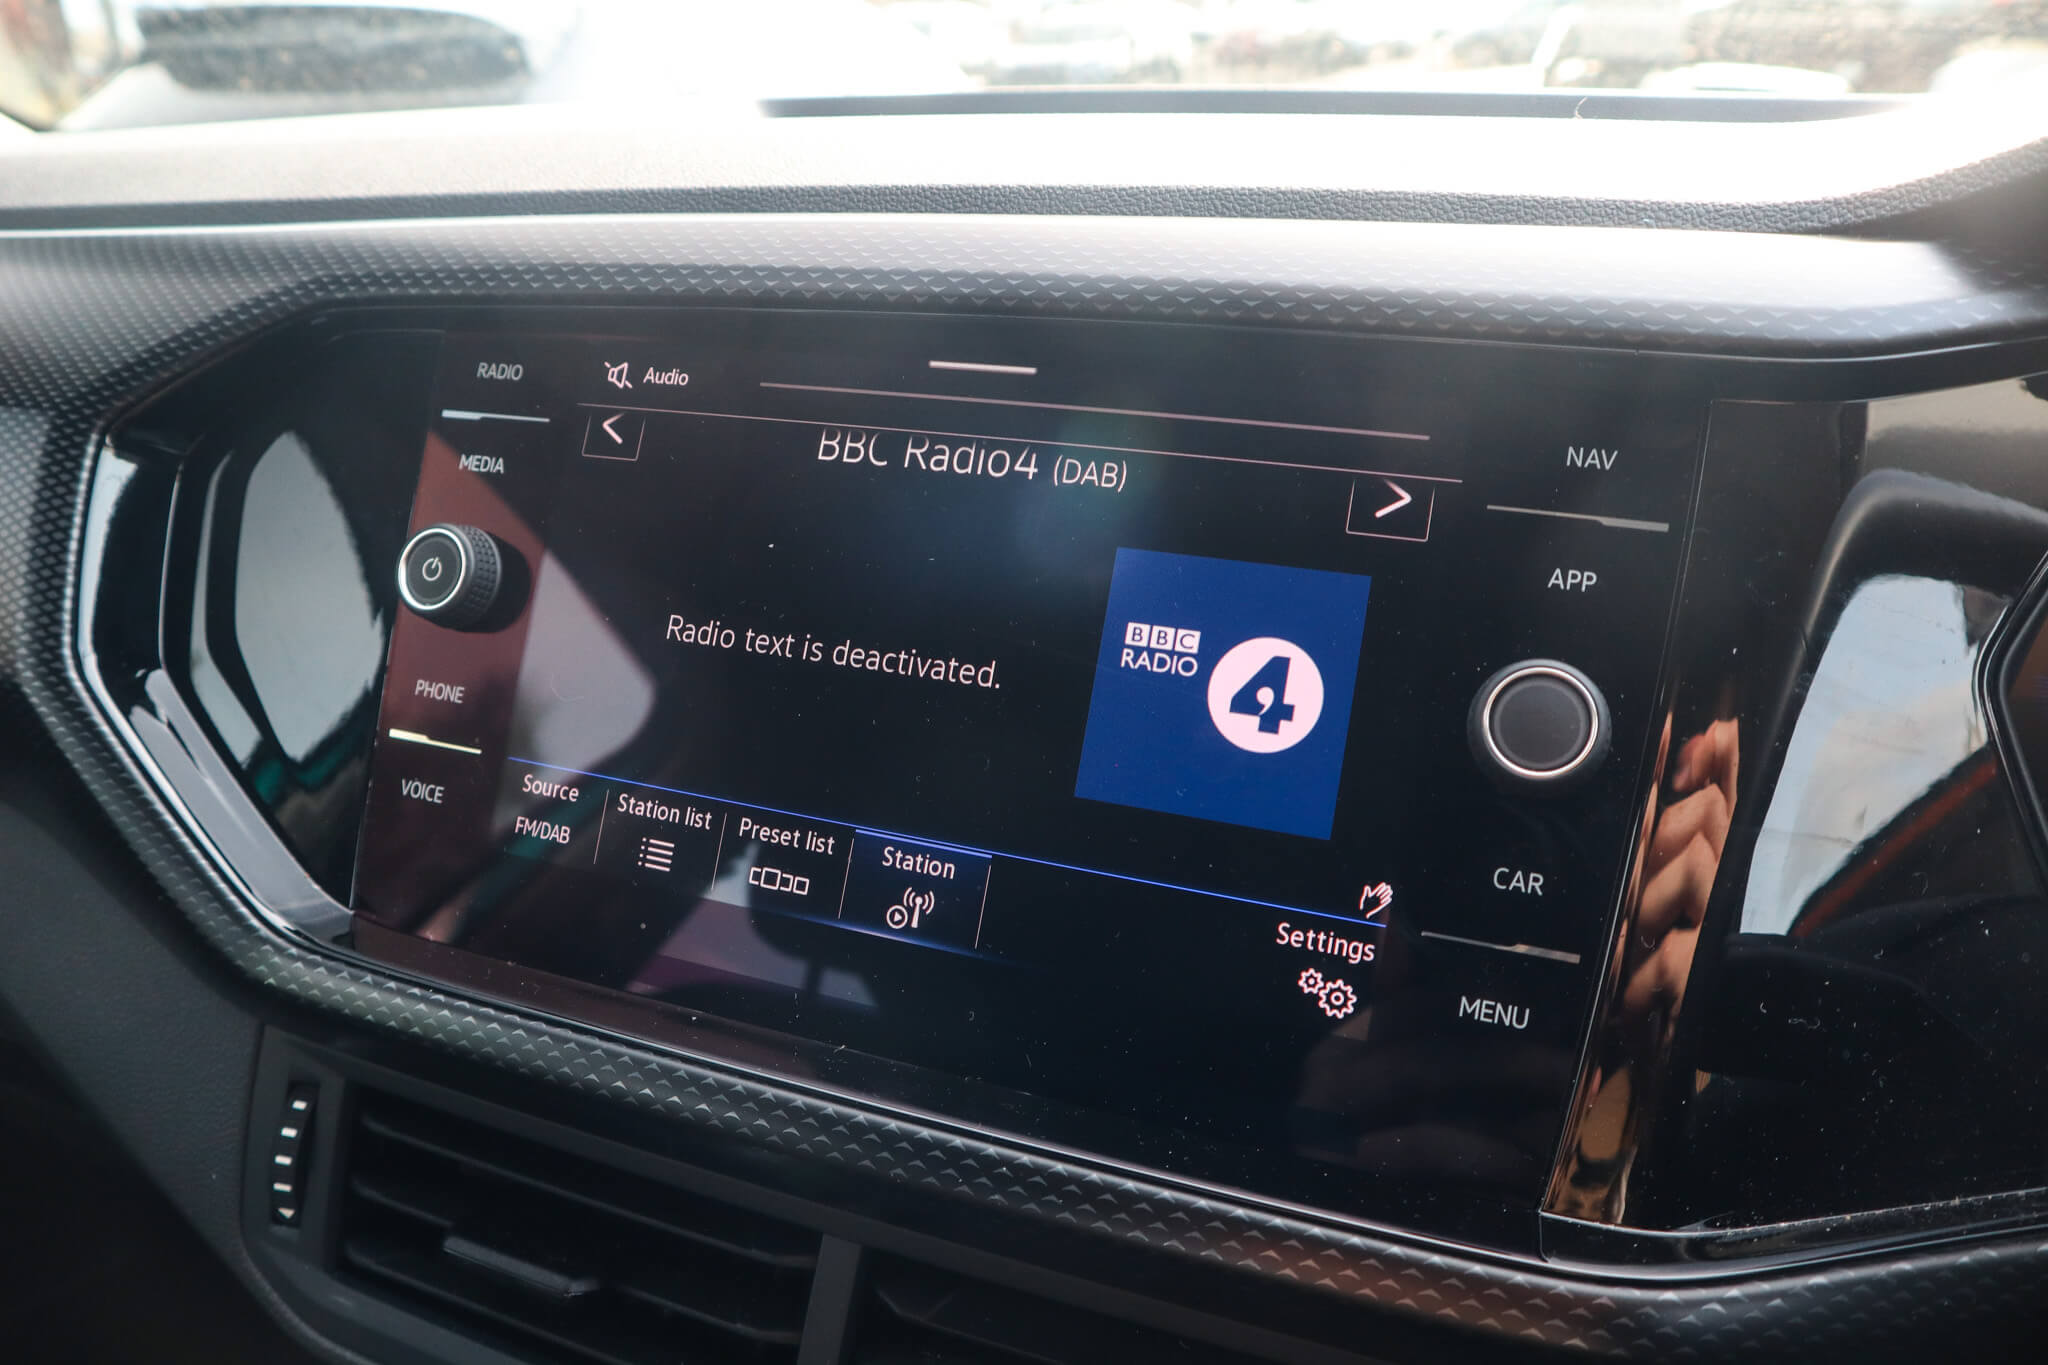 RADIO
Audio
MEDIA
BBC Radio4 (DAB)
NAV
APP
Radio text is deactivated.
BBC
RADIO
4
PHONE
VOICE
Source
FM/DAB
Station list
Preset list
Station
Settings
CAR
MENU